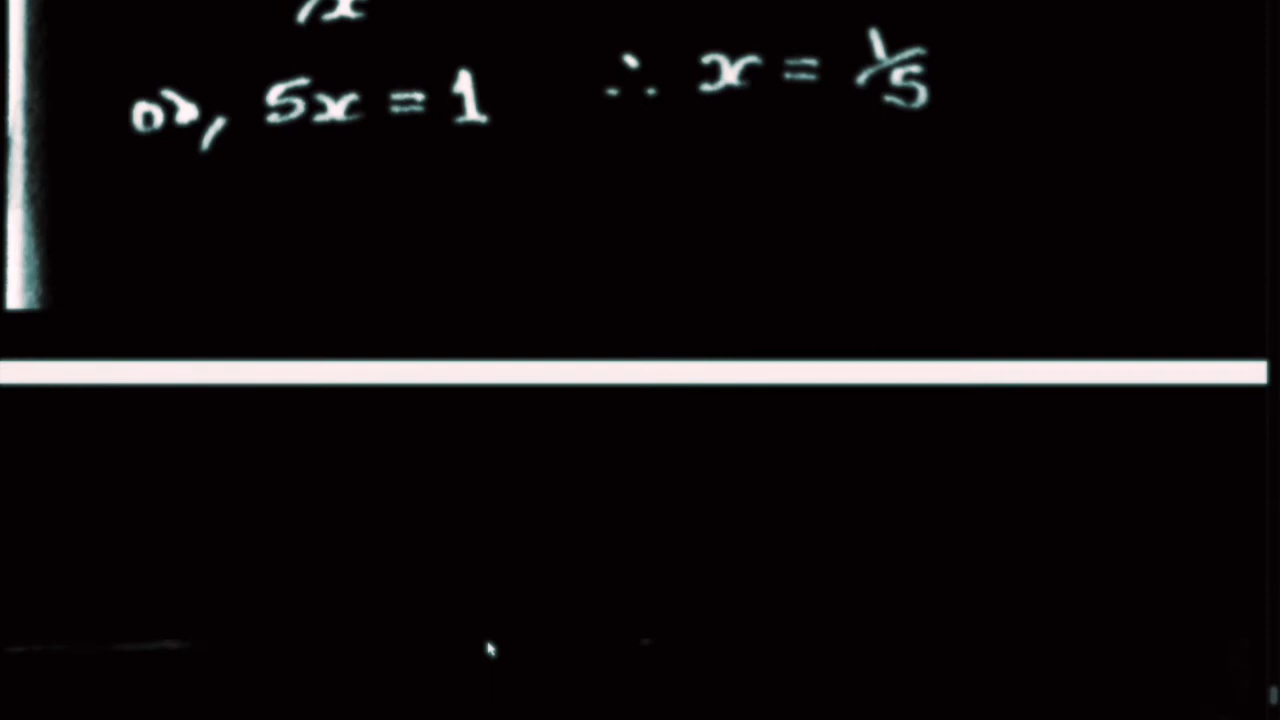 or, 5x = 1 ∴ x = 1/5